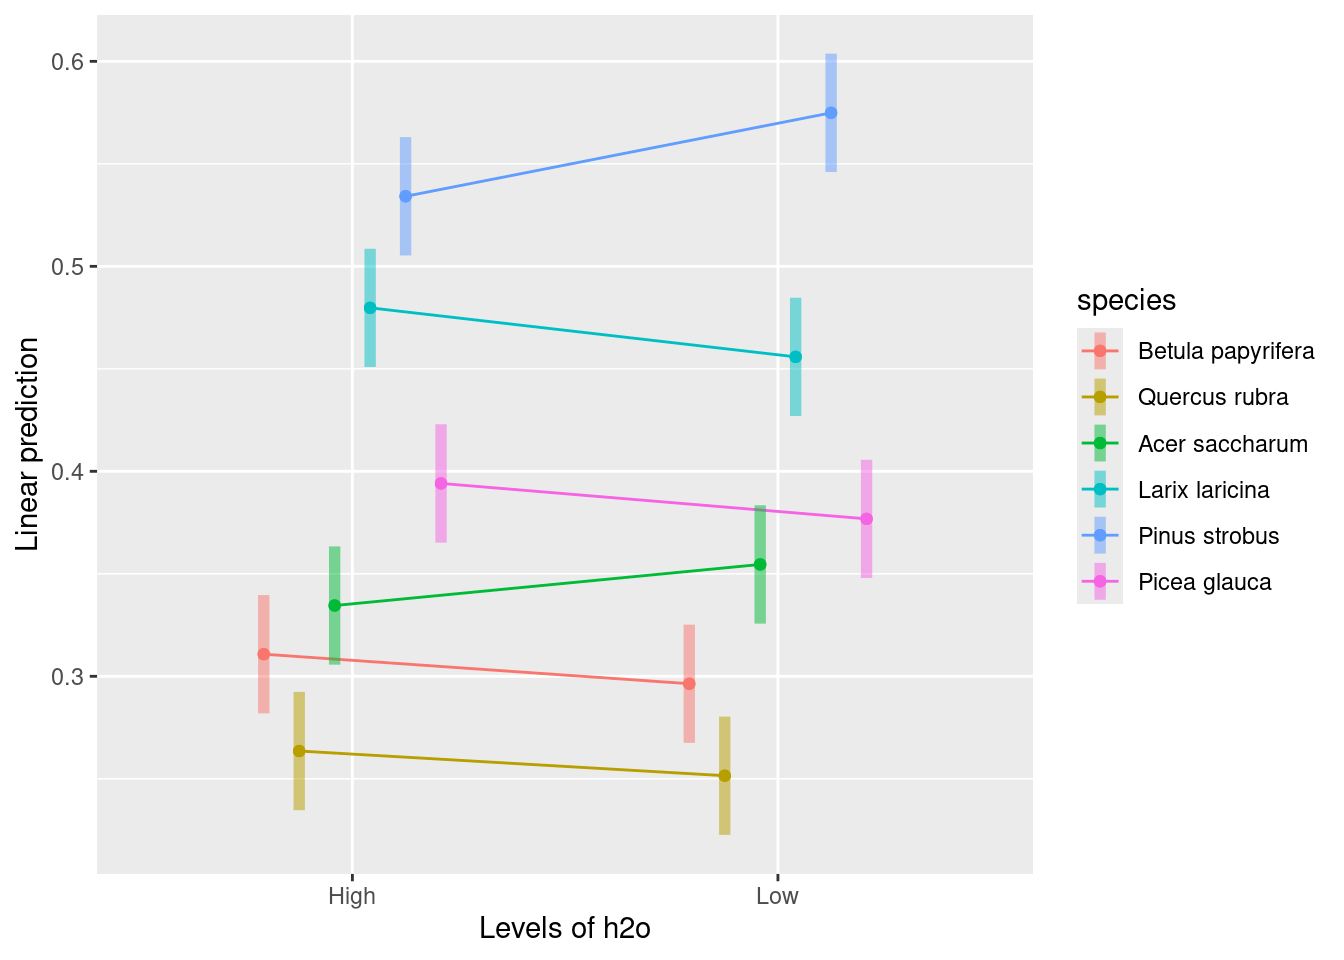 0.6
0.5
0.4
0.3
Linear prediction
High
Low
Levels of h2o
species
Betula papyrifera
Quercus rubra
Acer saccharum
Larix laricina
Pinus strobus
Picea glauca